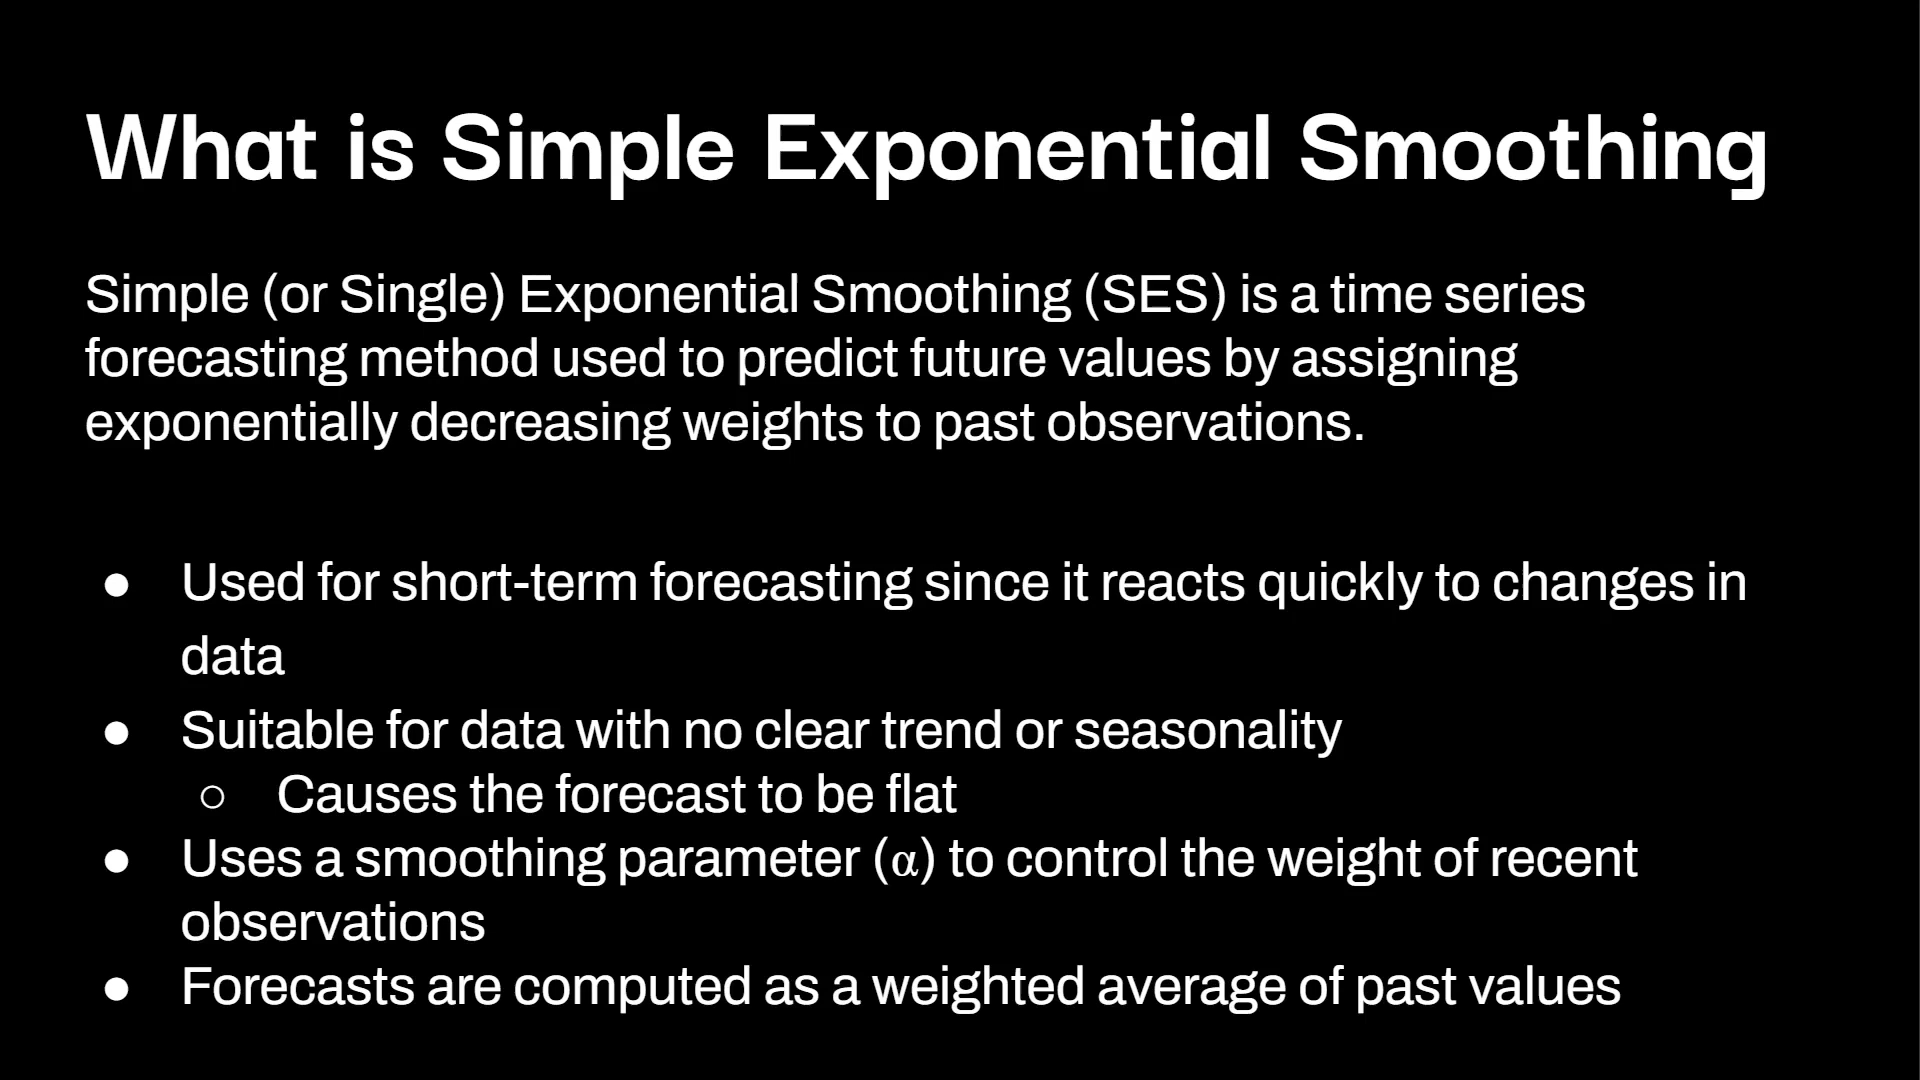 What is Simple Exponential Smoothing
Simple (or Single) Exponential Smoothing (SES) is a time series
forecasting method used to predict future values by assigning
exponentially decreasing weights to past observations.
● Used for short-term forecasting since it reacts quickly to changes in
data
● Suitable for data with no clear trend or seasonality
○ Causes the forecast to be flat
● Uses a smoothing parameter (α) to control the weight of recent
observations
● Forecasts are computed as a weighted average of past values